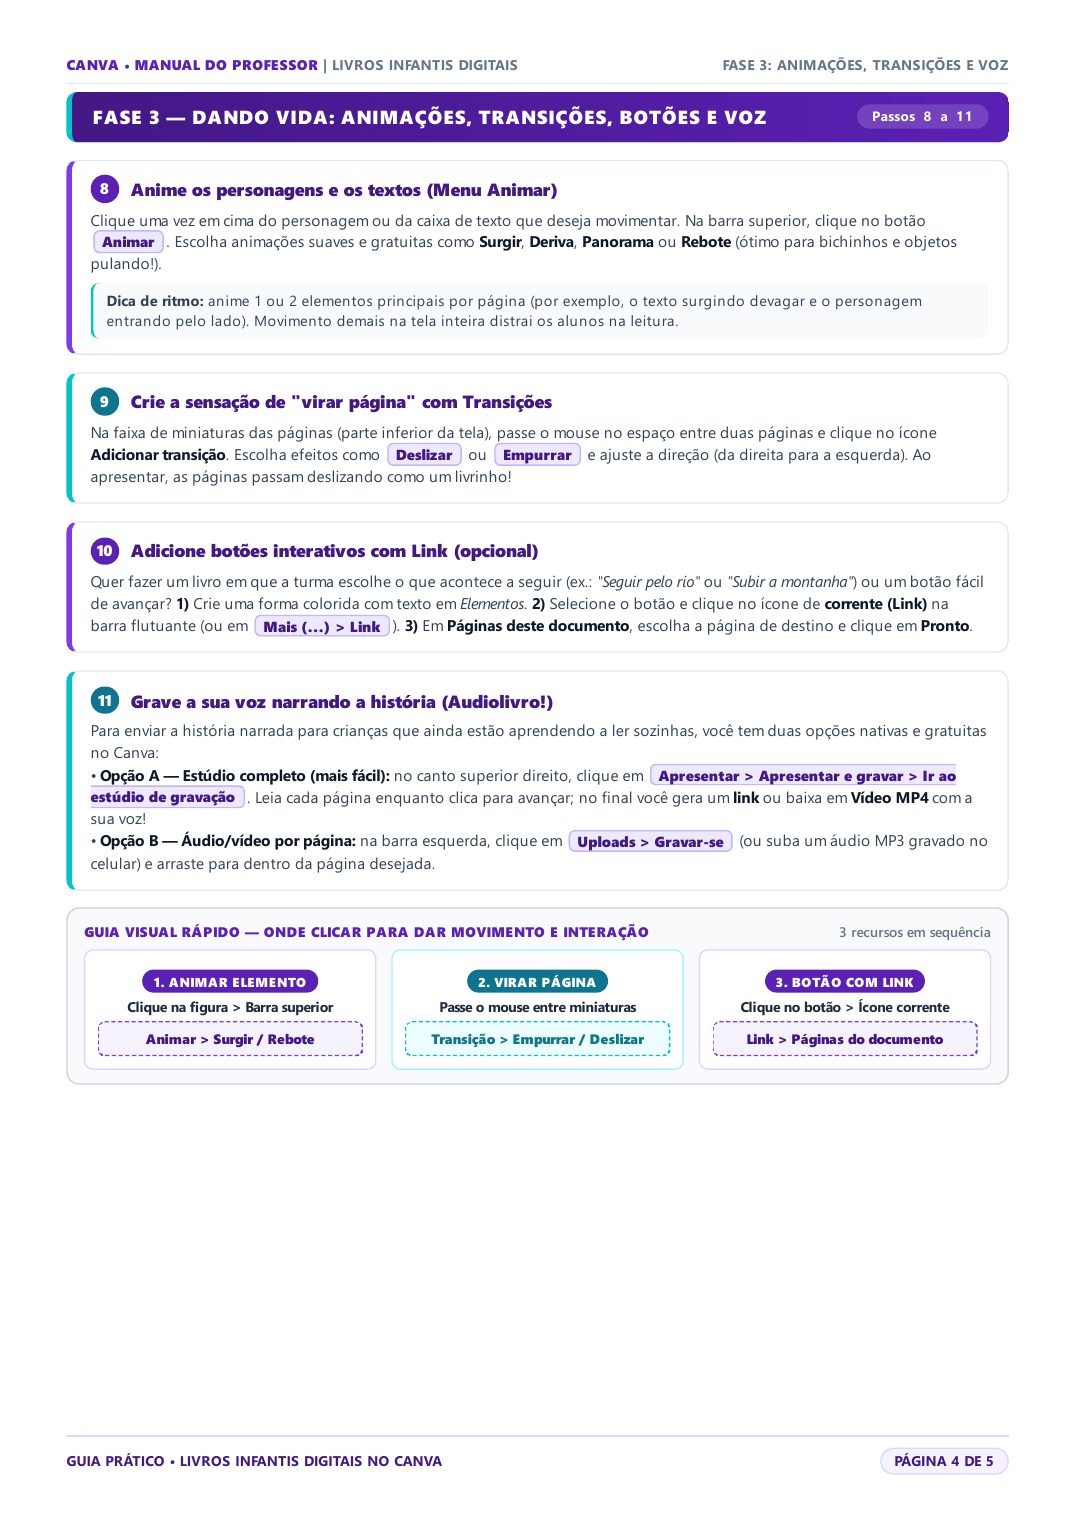 CANVA • MANUAL DO PROFESSOR | LIVROS INFANTIS DIGITAIS
FASE 3: ANIMAÇÕES, TRANSIÇÕES E VOZ
FASE 3 — DANDO VIDA: ANIMAÇÕES, TRANSIÇÕES, BOTÕES E VOZ
Passos 8 a 11
8 Anime os personagens e os textos (Menu Animar)
Clique uma vez em cima do personagem ou da caixa de texto que deseja movimentar. Na barra superior, clique no botão
Animar . Escolha animações suaves e gratuitas como Surgir, Deriva, Panorama ou Rebote (ótimo para bichinhos e objetos
pulando!).
Dica de ritmo: anime 1 ou 2 elementos principais por página (por exemplo, o texto surgindo devagar e o personagem
entrando pelo lado). Movimento demais na tela inteira distrai os alunos na leitura.
9 Crie a sensação de "virar página" com Transições
Na faixa de miniaturas das páginas (parte inferior da tela), passe o mouse no espaço entre duas páginas e clique no ícone
Adicionar transição. Escolha efeitos como Deslizar ou Empurrar e ajuste a direção (da direita para a esquerda). Ao
apresentar, as páginas passam deslizando como um livrinho!
10 Adicione botões interativos com Link (opcional)
Quer fazer um livro em que a turma escolhe o que acontece a seguir (ex.: "Seguir pelo rio" ou "Subir a montanha") ou um botão fácil
de avançar? 1) Crie uma forma colorida com texto em Elementos. 2) Selecione o botão e clique no ícone de corrente (Link) na
barra flutuante (ou em Mais (...) > Link ). 3) Em Páginas deste documento, escolha a página de destino e clique em Pronto.
11 Grave a sua voz narrando a história (Audiolivro!)
Para enviar a história narrada para crianças que ainda estão aprendendo a ler sozinhas, você tem duas opções nativas e gratuitas
no Canva:
• Opção A — Estúdio completo (mais fácil): no canto superior direito, clique em Apresentar > Apresentar e gravar > Ir ao
estúdio de gravação . Leia cada página enquanto clica para avançar; no final você gera um link ou baixa em Vídeo MP4 com a
sua voz!
• Opção B — Áudio/vídeo por página: na barra esquerda, clique em Uploads > Gravar-se (ou suba um áudio MP3 gravado no
celular) e arraste para dentro da página desejada.
GUIA VISUAL RÁPIDO — ONDE CLICAR PARA DAR MOVIMENTO E INTERAÇÃO
3 recursos em sequência
1. ANIMAR ELEMENTO
Clique na figura > Barra superior
Animar > Surgir / Rebote
2. VIRAR PÁGINA
Passe o mouse entre miniaturas
Transição > Empurrar / Deslizar
3. BOTÃO COM LINK
Clique no botão > Ícone corrente
Link > Páginas do documento
GUIA PRÁTICO • LIVROS INFANTIS DIGITAIS NO CANVA
PÁGINA 4 DE 5